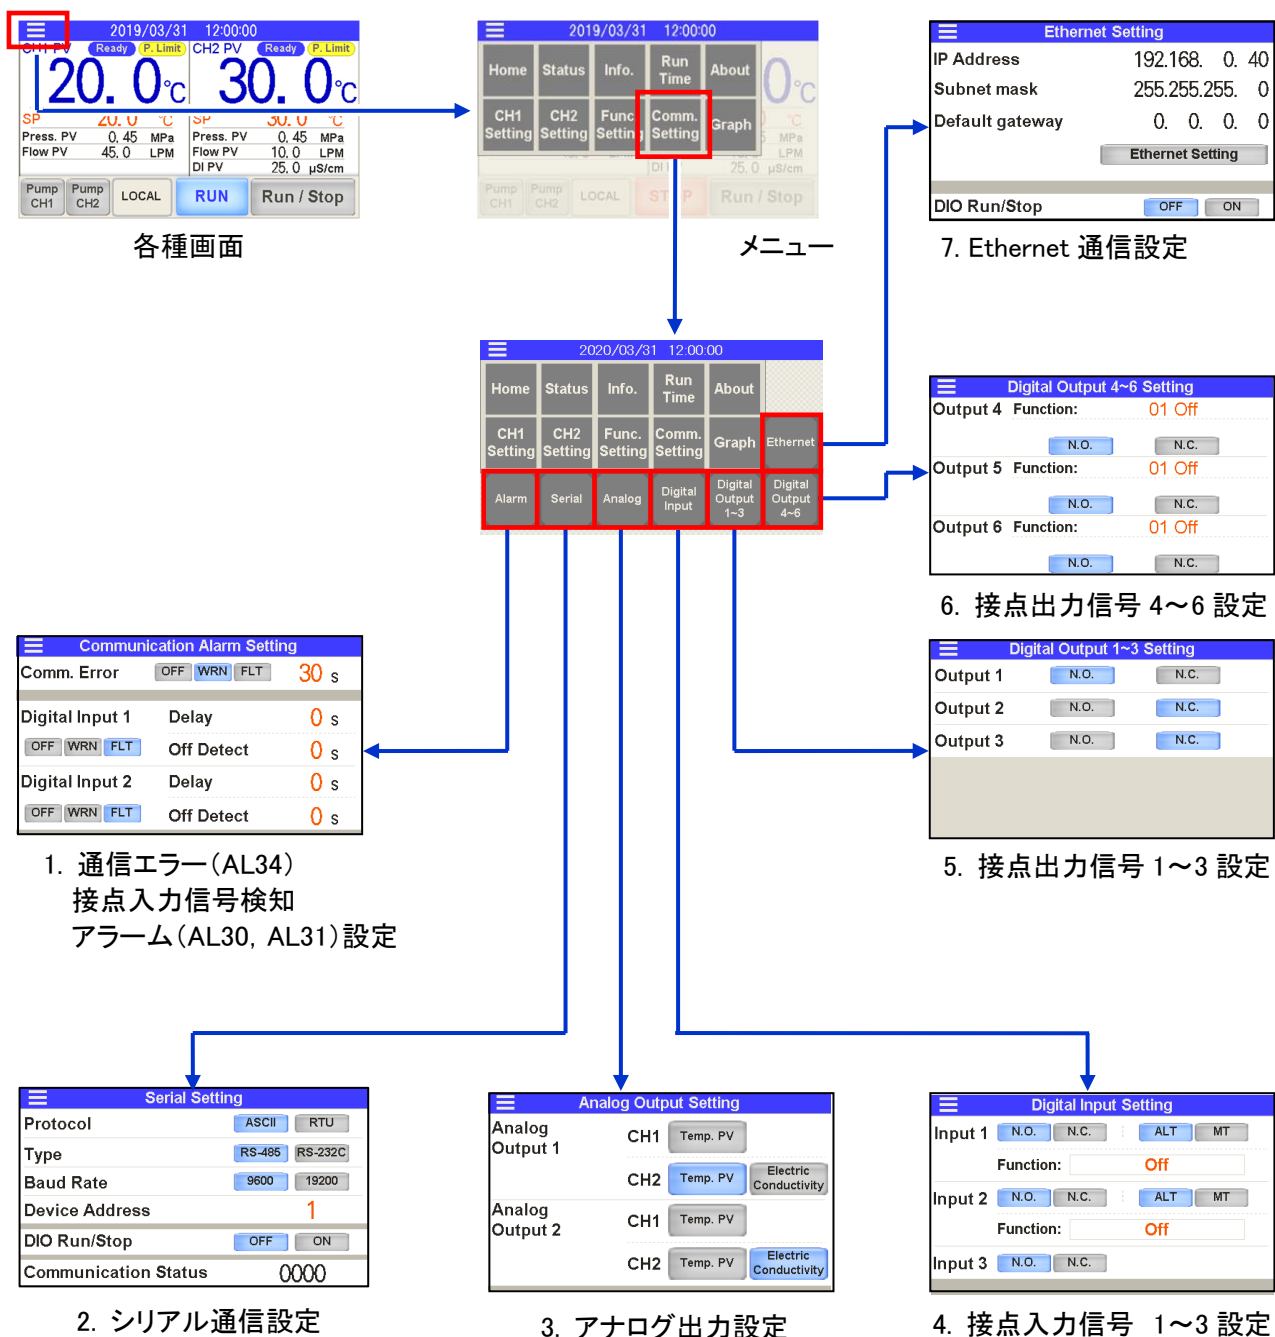 2019/03/31 12:00:00
CH1 PV Ready P. Limit CH2 PV Ready P. Limit
20.0℃ 30.0℃
SP 20.0 ℃ SP 30.0 ℃
Press. PV 0.45 MPa Press. PV 0.45 MPa
Flow PV 45.0 LPM Flow PV 10.0 LPM
DI PV 25.0 μS/cm
Pump CH1 Pump CH2 LOCAL RUN Run / Stop
各種画面
2019/03/31 12:00:00
Home Status Info. Run Time About
CH1 Setting CH2 Setting Func. Setting Comm. Setting Graph
0℃
℃
5 MPa
LPM
DI 25.0 μS/cm
Pump CH1 Pump CH2 LOCAL ST P Run / Stop
メニュー
Ethernet Setting
IP Address 192.168. 0. 40
Subnet mask 255.255.255. 0
Default gateway 0. 0. 0. 0
Ethernet Setting
DIO Run/Stop OFF ON
7. Ethernet 通信設定
2020/03/31 12:00:00
Home Status Info. Run Time About
CH1 Setting CH2 Setting Func. Setting Comm. Setting Graph Ethernet
Alarm Serial Analog Digital Input Digital Output 1~3 Digital Output 4~6
Digital Output 4~6 Setting
Output 4 Function: 01 Off
N.O. N.C.
Output 5 Function: 01 Off
N.O. N.C.
Output 6 Function: 01 Off
N.O. N.C.
6. 接点出力信号 4～6 設定
Communication Alarm Setting
Comm. Error OFF WRN FLT 30 s
Digital Input 1 Delay 0 s
OFF WRN FLT Off Detect 0 s
Digital Input 2 Delay 0 s
OFF WRN FLT Off Detect 0 s
1. 通信エラー（AL34）
接点入力信号検知
アラーム（AL30, AL31）設定
Digital Output 1~3 Setting
Output 1 N.O. N.C.
Output 2 N.O. N.C.
Output 3 N.O. N.C.
5. 接点出力信号 1～3 設定
Serial Setting
Protocol ASCII RTU
Type RS-485 RS-232C
Baud Rate 9600 19200
Device Address 1
DIO Run/Stop OFF ON
Communication Status 0000
2. シリアル通信設定
Analog Output Setting
Analog Output 1 CH1 Temp. PV
CH2 Temp. PV Electric Conductivity
Analog Output 2 CH1 Temp. PV
CH2 Temp. PV Electric Conductivity
3. アナログ出力設定
Digital Input Setting
Input 1 N.O. N.C. ALT MT
Function: Off
Input 2 N.O. N.C. ALT MT
Function: Off
Input 3 N.O. N.C.
4. 接点入力信号 1～3 設定